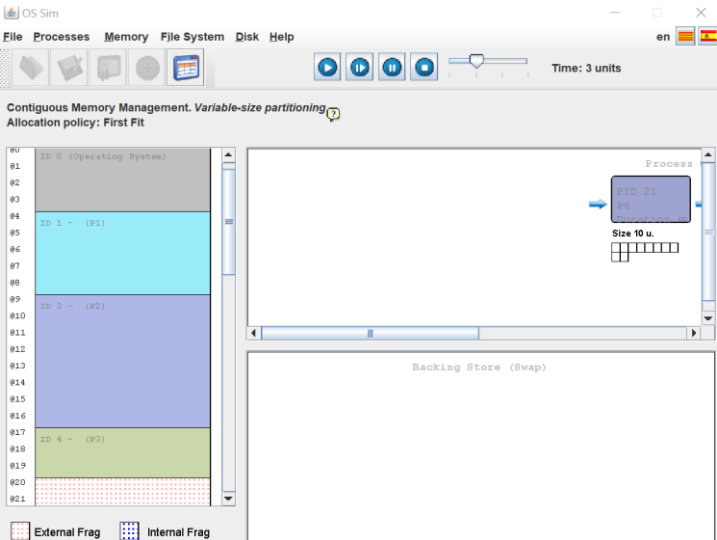 OS Sim
File Processes Memory File System Disk Help
en
Time: 3 units
Contiguous Memory Management. Variable-size partitioning
?
Allocation policy: First Fit
@0
ID 0 (Operating System)
@1
@2
@3
@4
ID 1 - (P1)
@5
@6
@7
@8
@9
ID 3 - (P2)
@10
@11
@12
@13
@14
@15
@16
@17
ID 4 - (P3)
@18
@19
@20
@21
External Frag
Internal Frag
Process
PID 21
Duration
Size 10 u.
Backing Store (Swap)